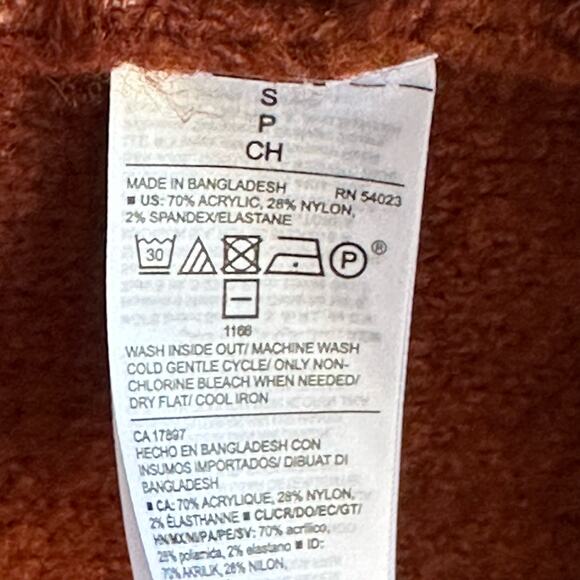 S
P
CH
MADE IN BANGLADESH RN 54023
■ US: 70% ACRYLIC, 28% NYLON,
2% SPANDEX/ELASTANE
30 P ®
1166
WASH INSIDE OUT/ MACHINE WASH
COLD GENTLE CYCLE/ ONLY NON-
CHLORINE BLEACH WHEN NEEDED/
DRY FLAT/ COOL IRON
CA 17897
HECHO EN BANGLADESH CON
INSUMOS IMPORTADOS/ DIBUAT DI
BANGLADESH
■ CA: 70% ACRYLIQUE, 28% NYLON,
2% ÉLASTHANNE ■ CL/CR/DO/EC/GT/
HN/MX/NI/PA/PE/SV: 70% acrílico,
28% poliamida, 2% elastano ■ ID:
70% AKRILIK, 28% NILON,